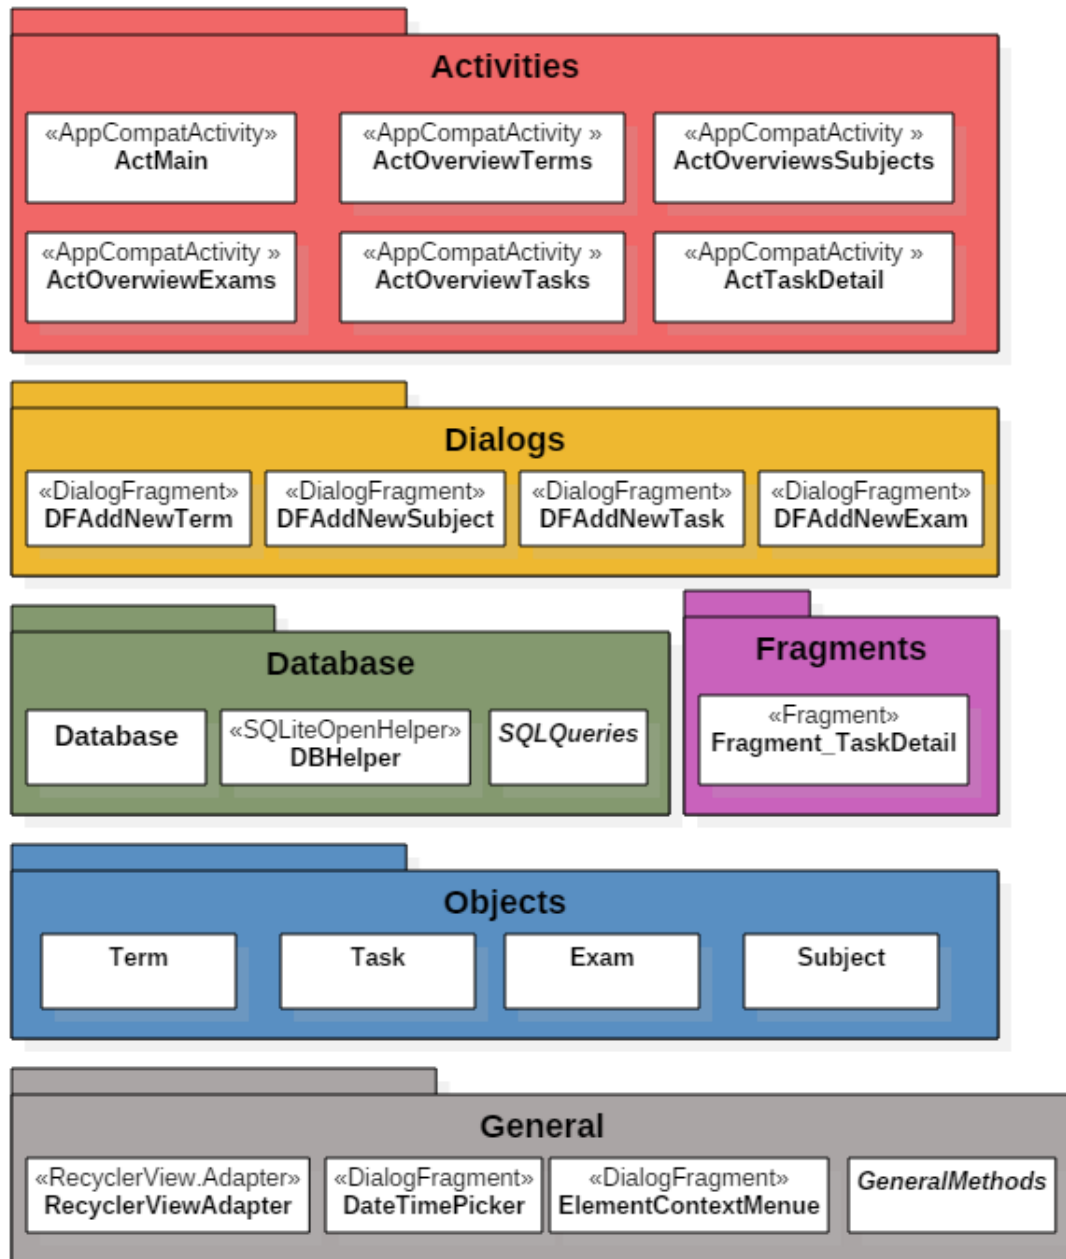 Activities
«AppCompatActivity» «AppCompatActivity » «AppCompatActivity »
ActMain ActOverviewTerms ActOverviewsSubjects
«AppCompatActivity » «AppCompatActivity » «AppCompatActivity »
ActOverwiewExams ActOverviewTasks ActTaskDetail
Dialogs
«DialogFragment» «DialogFragment» «DialogFragment» «DialogFragment»
DFAddNewTerm DFAddNewSubject DFAddNewTask DFAddNewExam
Database
Database «SQLiteOpenHelper» SQLQueries
DBHelper
Fragments
«Fragment»
Fragment_TaskDetail
Objects
Term Task Exam Subject
General
«RecyclerView.Adapter» «DialogFragment» «DialogFragment» GeneralMethods
RecyclerViewAdapter DateTimePicker ElementContextMenue